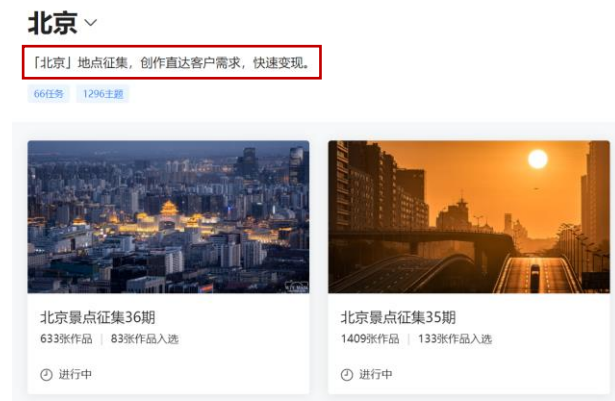 北京
「北京」地点征集，创作直达客户需求，快速变现。
66任务 1296主题
北京景点征集36期
633张作品 | 83张作品入选
进行中
北京景点征集35期
1409张作品 | 133张作品入选
进行中